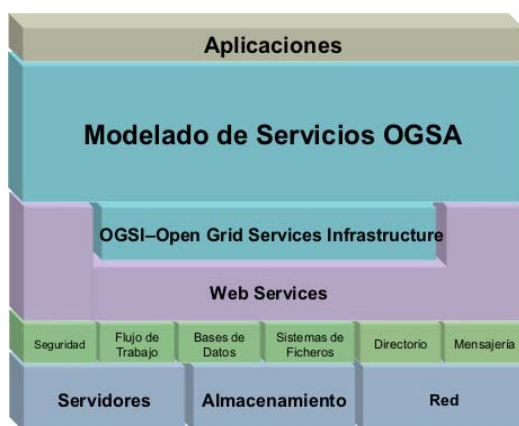 Aplicaciones
Modelado de Servicios OGSA
OGSI–Open Grid Services Infrastructure
Web Services
Seguridad
Flujo de
Trabajo
Bases de
Datos
Sistemas de
Ficheros
Directorio
Mensajería
Servidores
Almacenamiento
Red